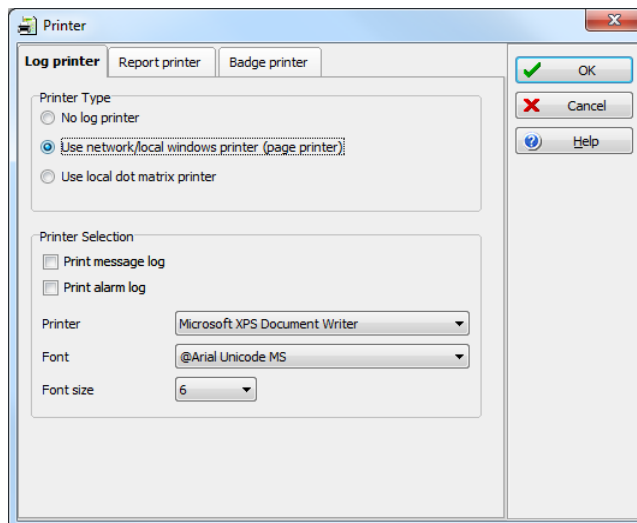 Printer
Log printer Report printer Badge printer
Printer Type
No log printer
Use network/local windows printer (page printer)
Use local dot matrix printer
Printer Selection
Print message log
Print alarm log
Printer Microsoft XPS Document Writer
Font @Arial Unicode MS
Font size 6
OK
Cancel
Help